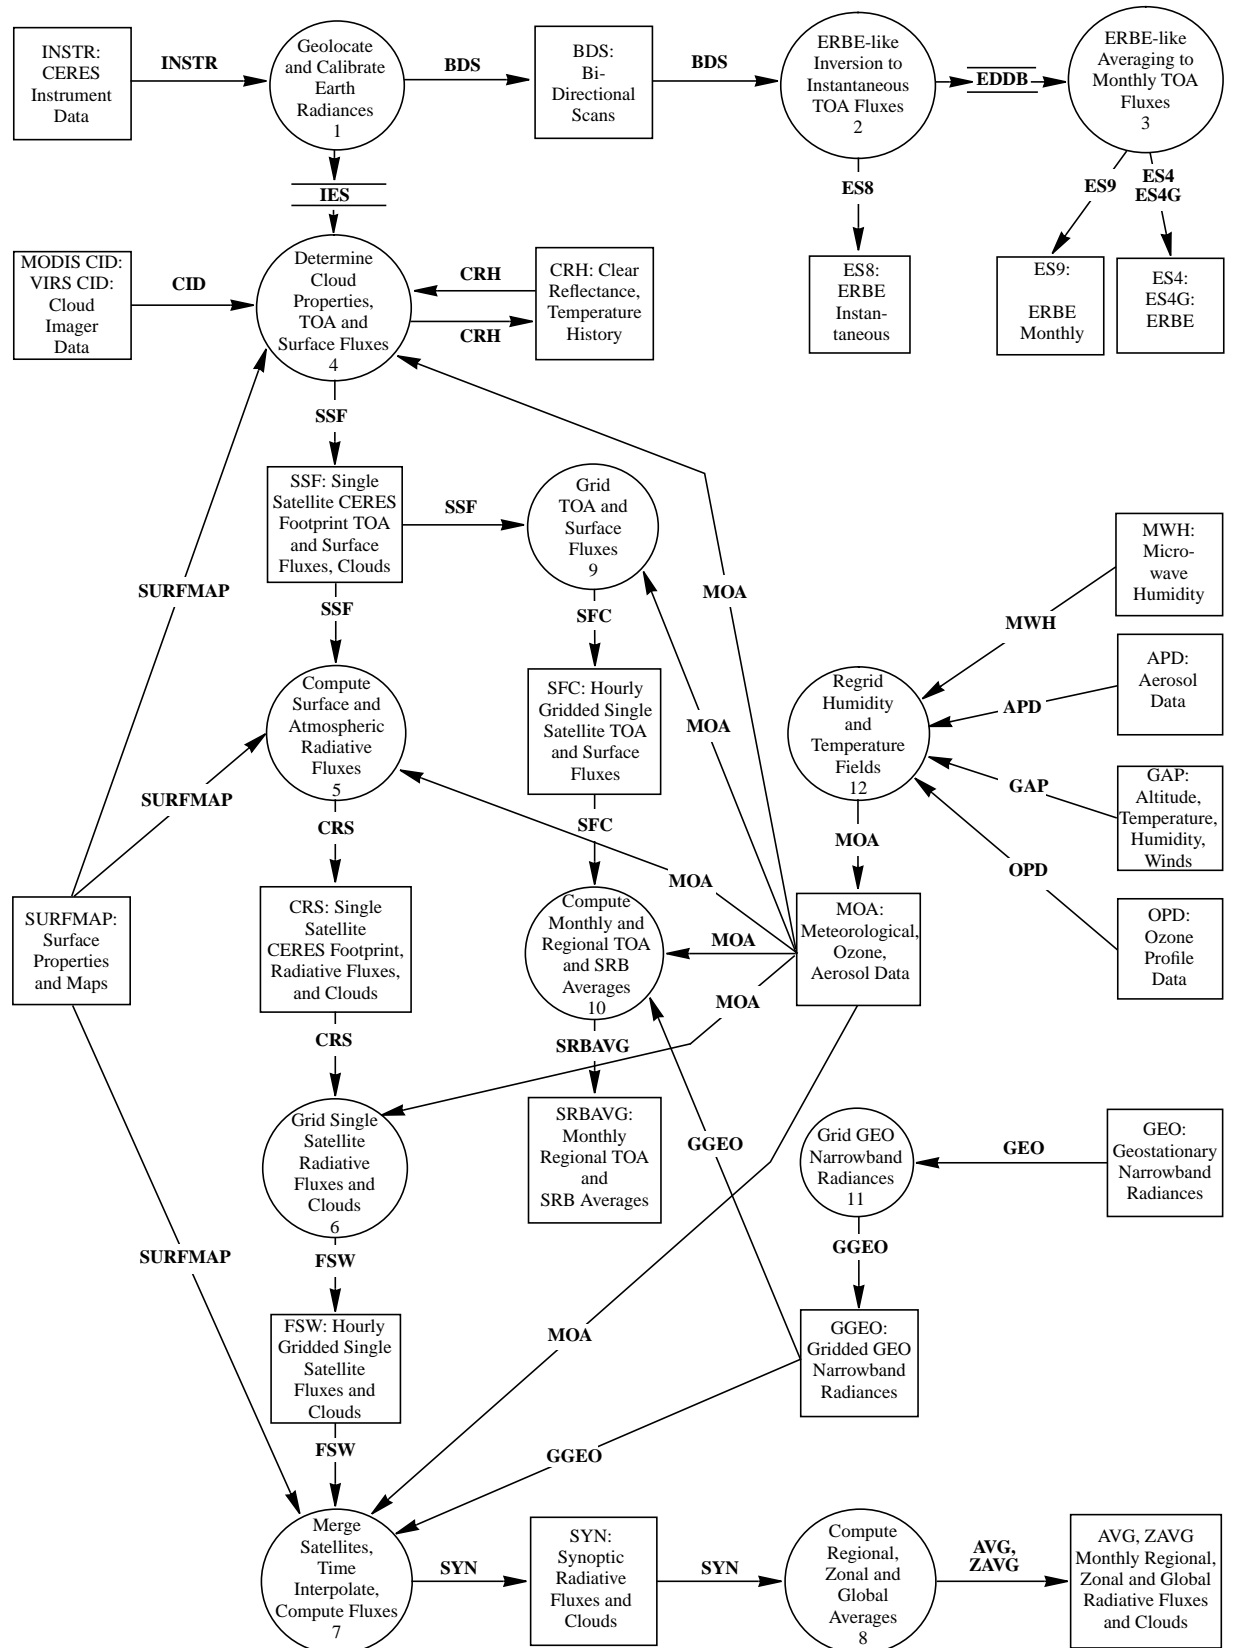 INSTR:
CERES
Instrument
Data
INSTR
Geolocate
and Calibrate
Earth
Radiances
1
BDS
BDS:
Bi-
Directional
Scans
BDS
ERBE-like
Inversion to
Instantaneous
TOA Fluxes
2
EDDB
ERBE-like
Averaging to
Monthly TOA
Fluxes
3
IES
ES8
ES9
ES4
ES4G
MODIS CID:
VIRS CID:
Cloud
Imager
Data
CID
Determine
Cloud
Properties,
TOA and
Surface Fluxes
4
CRH
CRH
CRH: Clear
Reflectance,
Temperature
History
ES8:
ERBE
Instan-
taneous
ES9:
ERBE
Monthly
ES4:
ES4G:
ERBE
SSF
SSF: Single
Satellite CERES
Footprint TOA
and Surface
Fluxes, Clouds
SSF
Grid
TOA and
Surface
Fluxes
9
MWH:
Micro-
wave
Humidity
SURFMAP
SSF
SFC
MOA
MWH
Compute
Surface and
Atmospheric
Radiative
Fluxes
5
SFC: Hourly
Gridded Single
Satellite TOA
and Surface
Fluxes
MOA
Regrid
Humidity
and
Temperature
Fields
12
APD
APD:
Aerosol
Data
SURFMAP
GAP
GAP:
Altitude,
Temperature,
Humidity,
Winds
CRS
SFC
MOA
MOA
OPD
SURFMAP:
Surface
Properties
and Maps
CRS: Single
Satellite
CERES Footprint,
Radiative Fluxes,
and Clouds
Compute
Monthly and
Regional TOA
and SRB
Averages
10
MOA
MOA:
Meteorological,
Ozone,
Aerosol Data
OPD:
Ozone
Profile
Data
MOA
CRS
SRBAVG
Grid Single
Satellite
Radiative
Fluxes and
Clouds
6
SRBAVG:
Monthly
Regional TOA
and
SRB Averages
GGEO
Grid GEO
Narrowband
Radiances
11
GEO
GEO:
Geostationary
Narrowband
Radiances
SURFMAP
FSW
GGEO
FSW: Hourly
Gridded Single
Satellite
Fluxes and
Clouds
MOA
GGEO:
Gridded GEO
Narrowband
Radiances
FSW
GGEO
Merge
Satellites,
Time
Interpolate,
Compute Fluxes
7
SYN
SYN:
Synoptic
Radiative
Fluxes and
Clouds
SYN
Compute
Regional,
Zonal and
Global
Averages
8
AVG,
ZAVG
AVG, ZAVG
Monthly Regional,
Zonal and Global
Radiative Fluxes
and Clouds